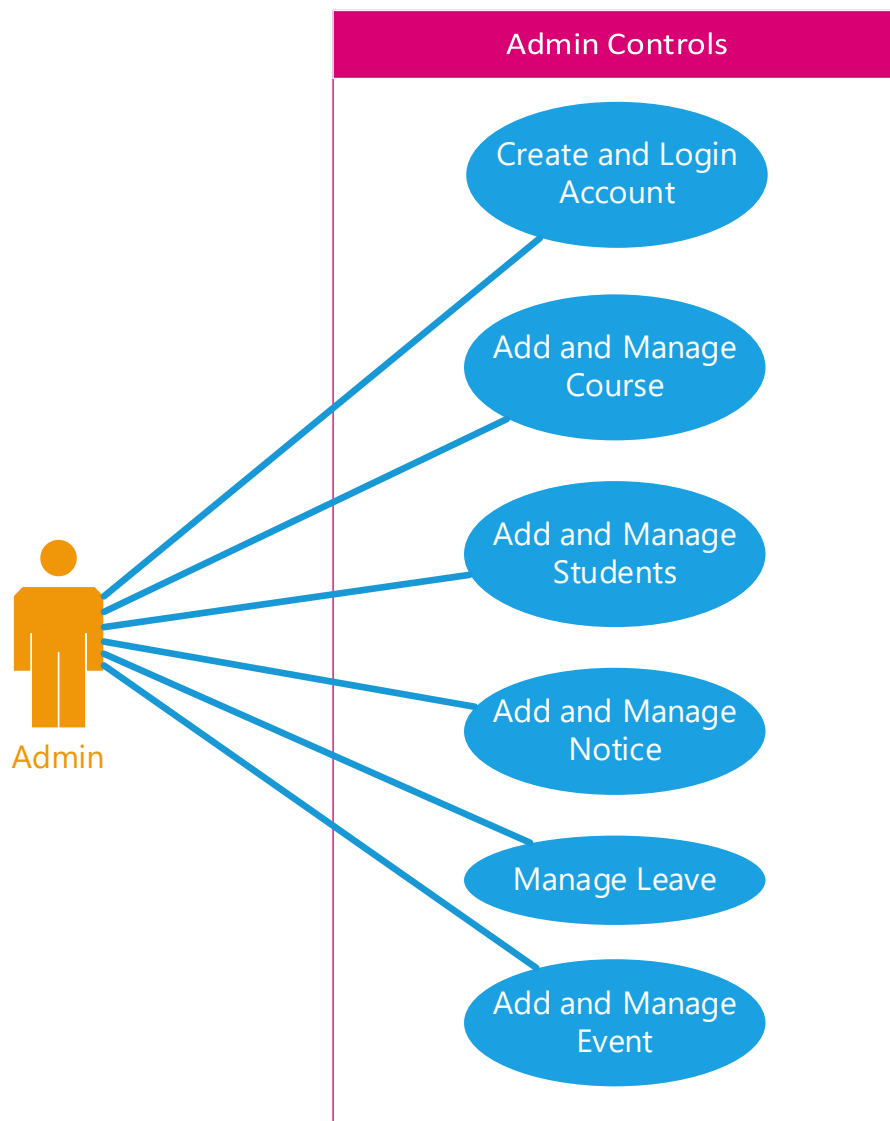 Admin Controls
Create and Login
Account
Add and Manage
Course
Add and Manage
Students
Add and Manage
Notice
Admin
Manage Leave
Add and Manage
Event